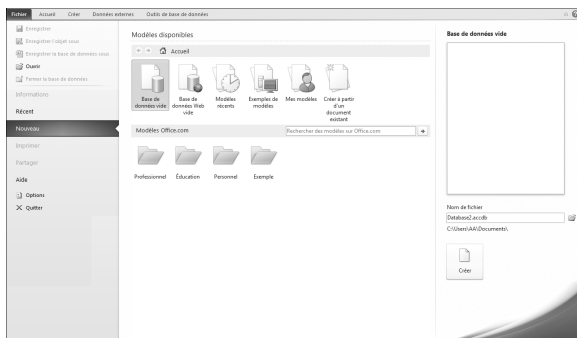 Fichier Accueil Créer Données externes Outils de base de données
Enregistrer
Enregistrer l'objet sous
Enregistrer la base de données sous
Ouvrir
Fermer la base de données
Informations
Récent
Nouveau
Imprimer
Partager
Aide
Options
Quitter
Modèles disponibles
Accueil
Base de données vide
Base de données Web vide
Modèles récents
Exemples de modèles
Mes modèles
Créer à partir d'un document existant
Modèles Office.com
Rechercher des modèles sur Office.com
Professionnel Éducation Personnel Exemple
Base de données vide
Nom de fichier
Database2.accdb
C:\Users\AA\Documents\
Créer